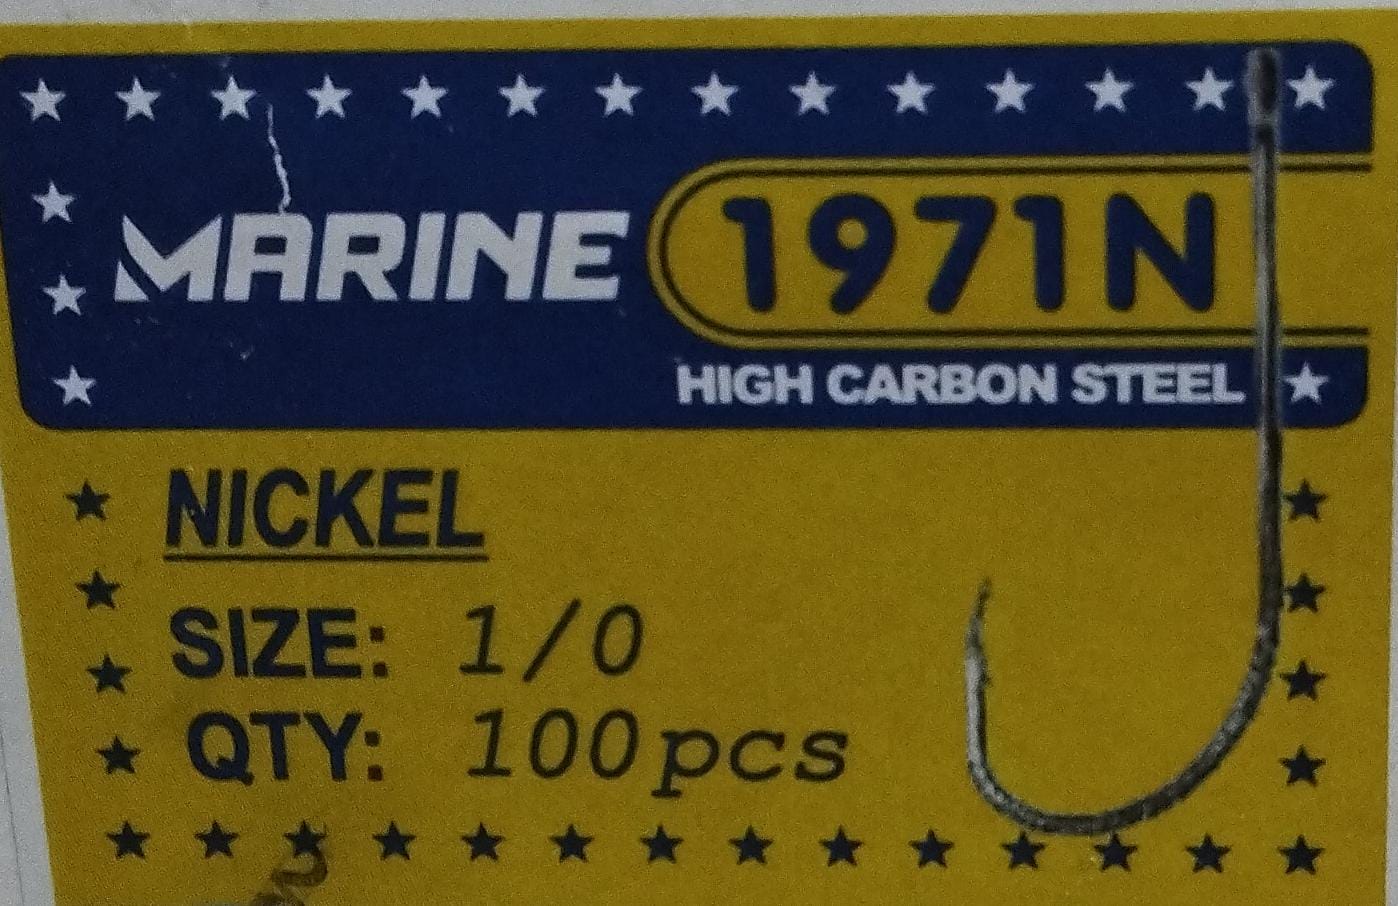 MARINE 1971N
HIGH CARBON STEEL
NICKEL
SIZE: 1/0
QTY: 100pcs